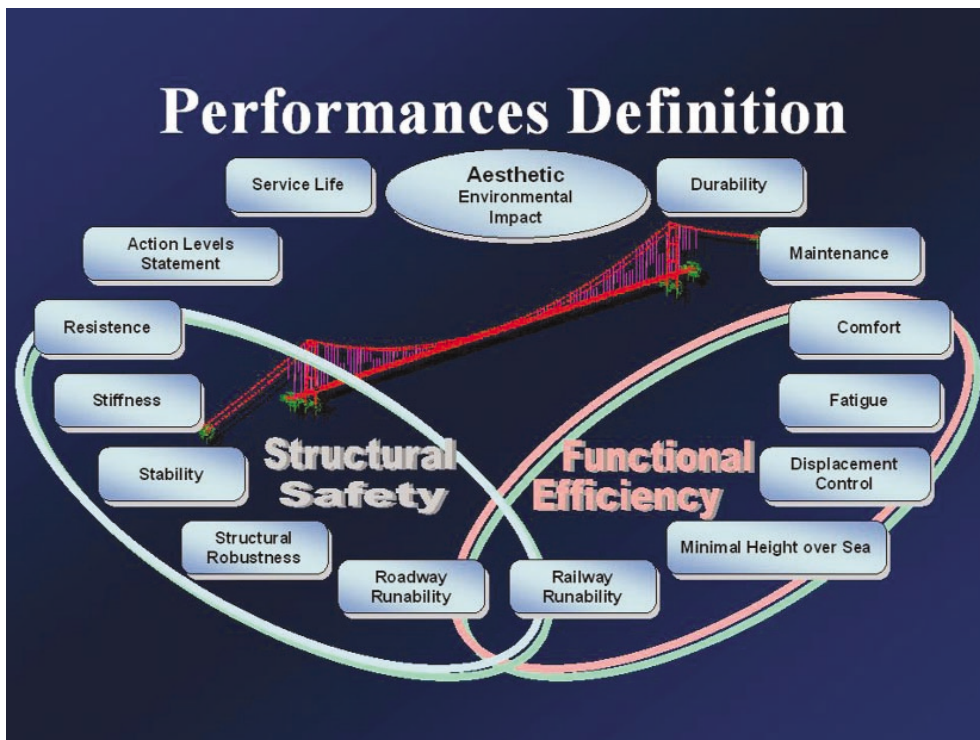 Performances Definition
Service Life
Aesthetic
Environmental
Impact
Durability
Action Levels
Statement
Maintenance
Resistence
Comfort
Stiffness
Fatigue
Structural
Safety
Functional
Efficiency
Stability
Displacement
Control
Structural
Robustness
Minimal Height over Sea
Roadway
Runability
Railway
Runability